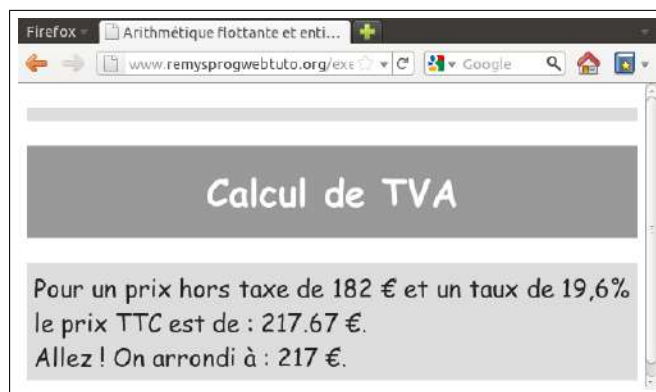 Firefox
Arithmétique flottante et enti...
www.remysprogwebtuto.org/exe
Google
Calcul de TVA
Pour un prix hors taxe de 182 € et un taux de 19,6%
le prix TTC est de : 217.67 €.
Allez ! On arrondi à : 217 €.